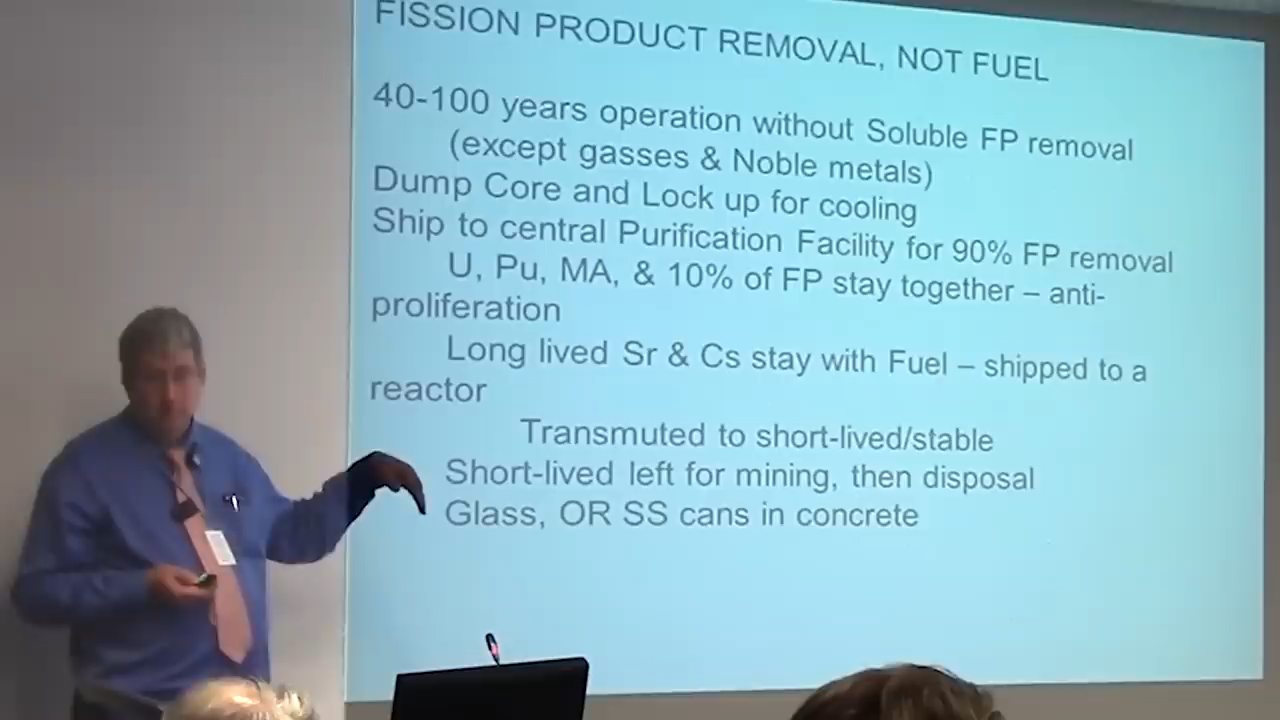 FISSION PRODUCT REMOVAL, NOT FUEL
40-100 years operation without Soluble FP removal
(except gasses & Noble metals)
Dump Core and Lock up for cooling
Ship to central Purification Facility for 90% FP removal
U, Pu, MA, & 10% of FP stay together – anti-
proliferation
Long lived Sr & Cs stay with Fuel – shipped to a
reactor
Transmuted to short-lived/stable
Short-lived left for mining, then disposal
Glass, OR SS cans in concrete